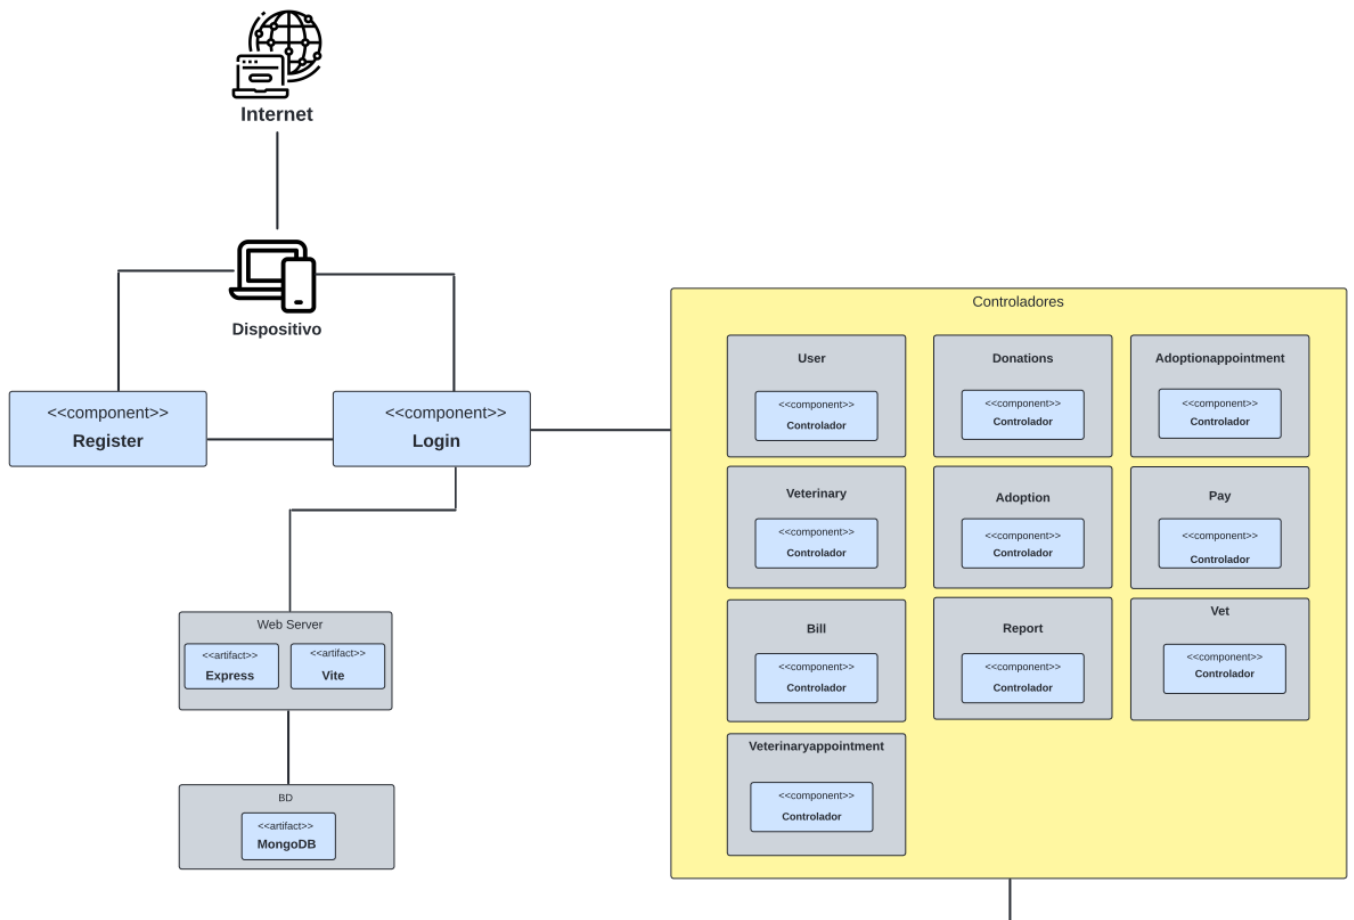 Internet
Dispositivo
<<component>>
Register
<<component>>
Login
Web Server
<<artifact>>
Express
<<artifact>>
Vite
BD
<<artifact>>
MongoDB
Controladores
User
<<component>>
Controlador
Donations
<<component>>
Controlador
Adoptionappointment
<<component>>
Controlador
Veterinary
<<component>>
Controlador
Adoption
<<component>>
Controlador
Pay
<<component>>
Controlador
Bill
<<component>>
Controlador
Report
<<component>>
Controlador
Vet
<<component>>
Controlador
Veterinaryappointment
<<component>>
Controlador